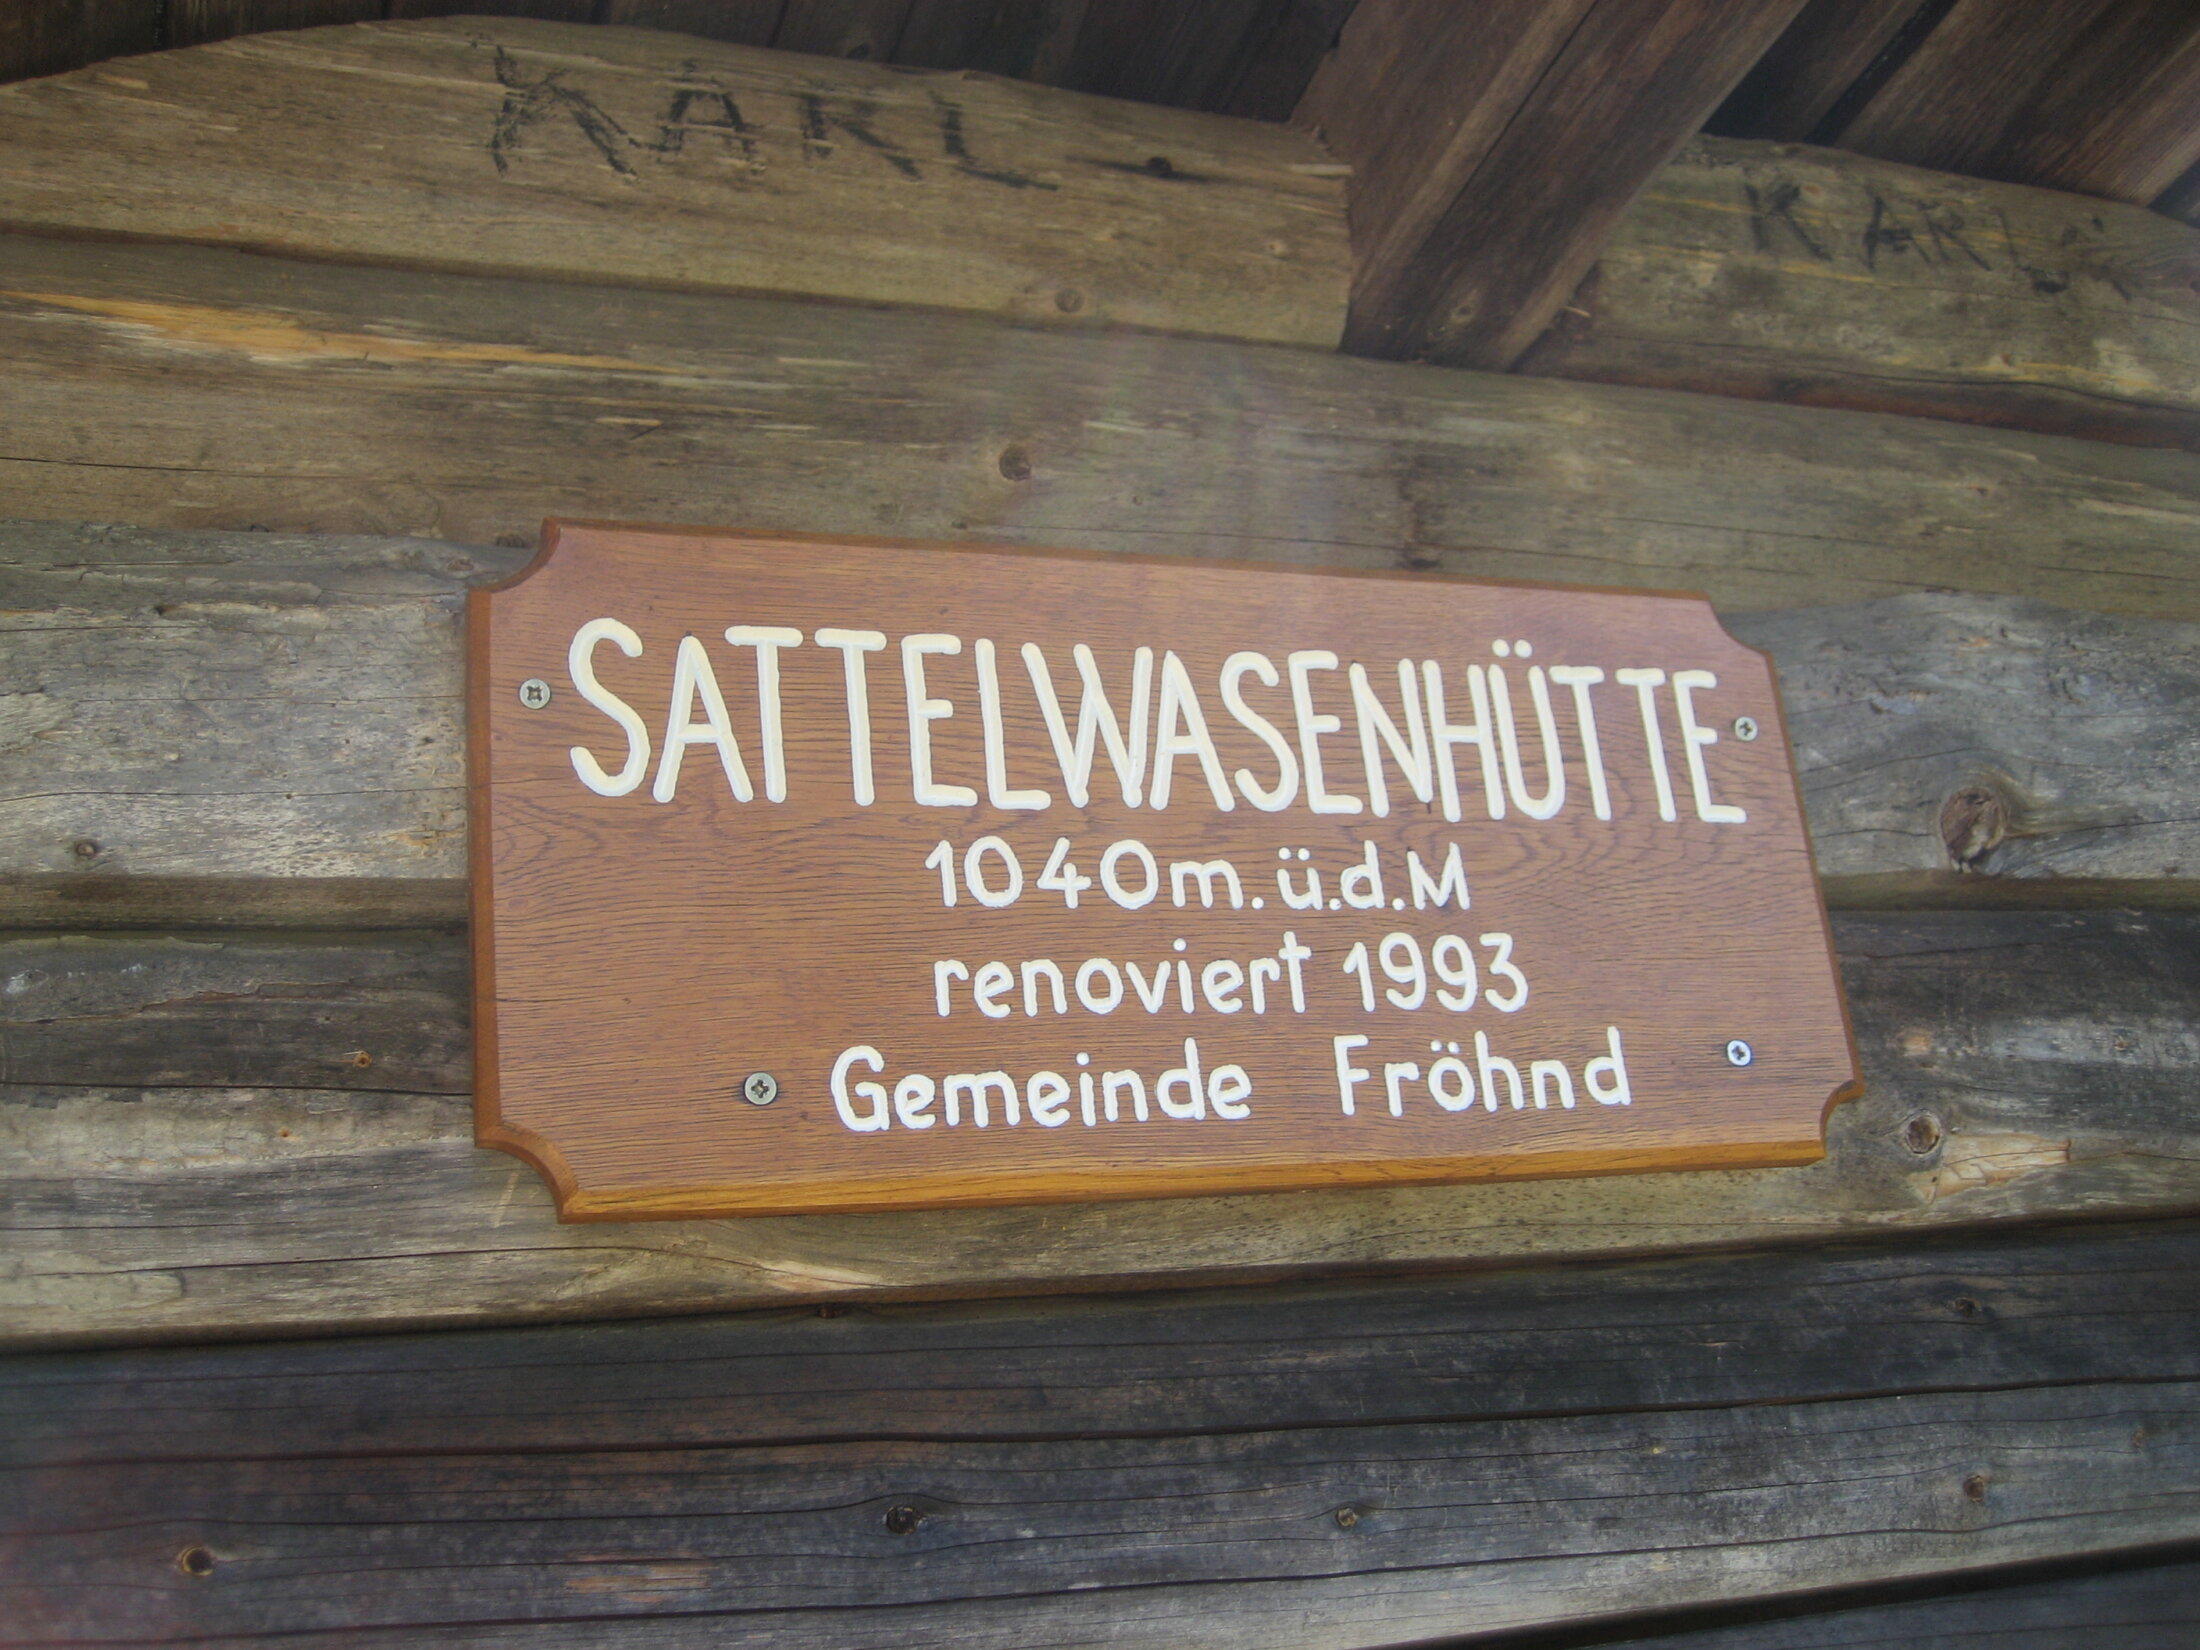 KARL
KARL
SATTELWASENHÜTTE
1040m.ü.d.M
renoviert 1993
Gemeinde Fröhnd